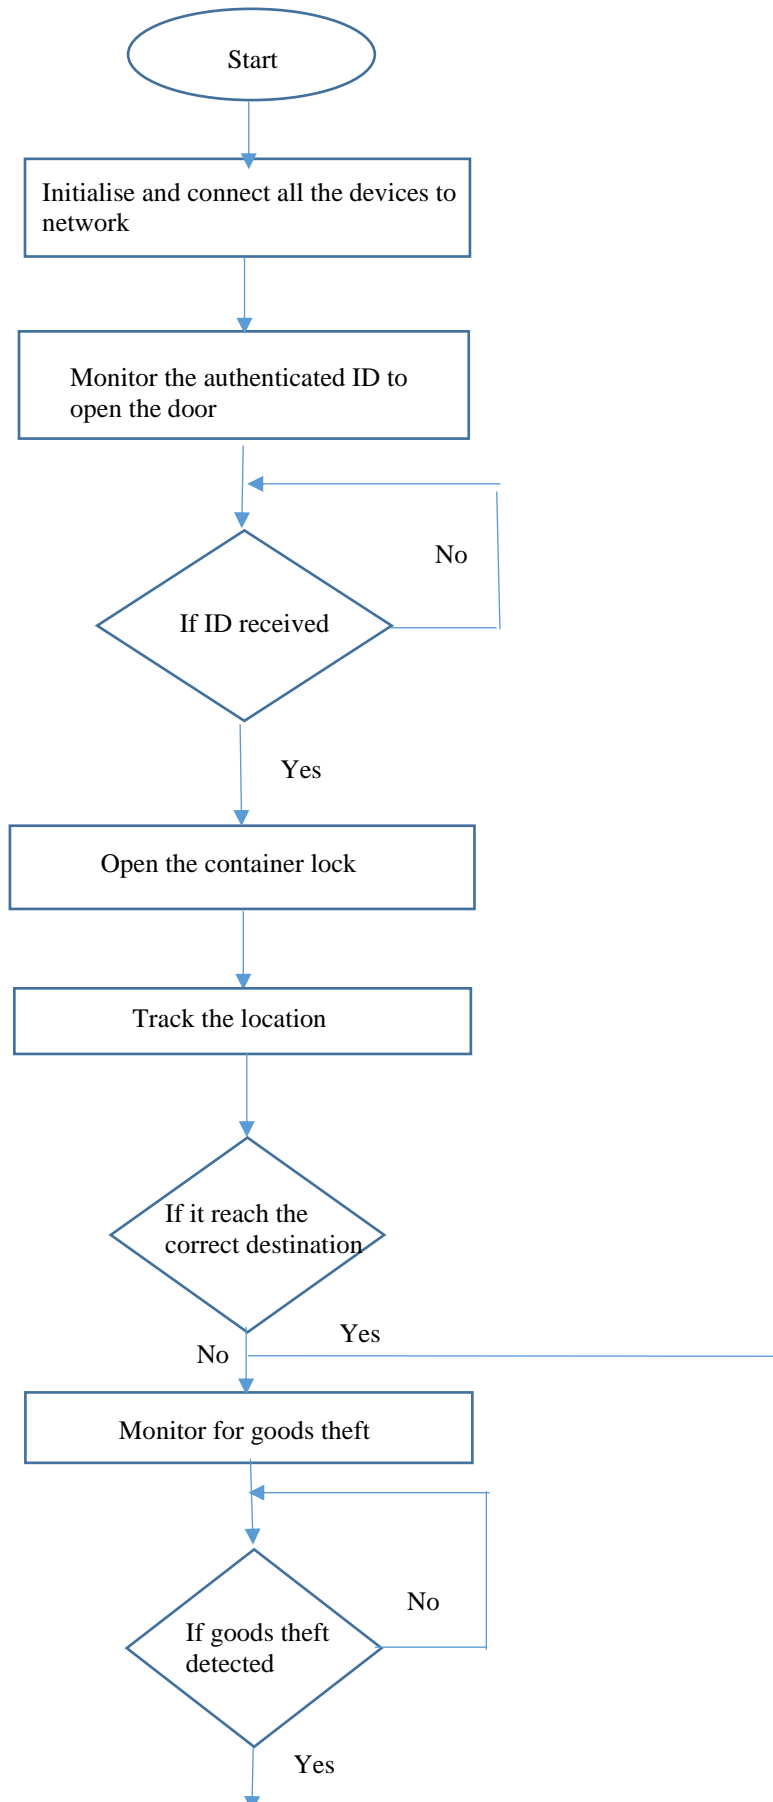 Start
Initialise and connect all the devices to
network
Monitor the authenticated ID to
open the door
No
If ID received
Yes
Open the container lock
Track the location
If it reach the
correct destination
Yes
No
Monitor for goods theft
No
If goods theft
detected
Yes